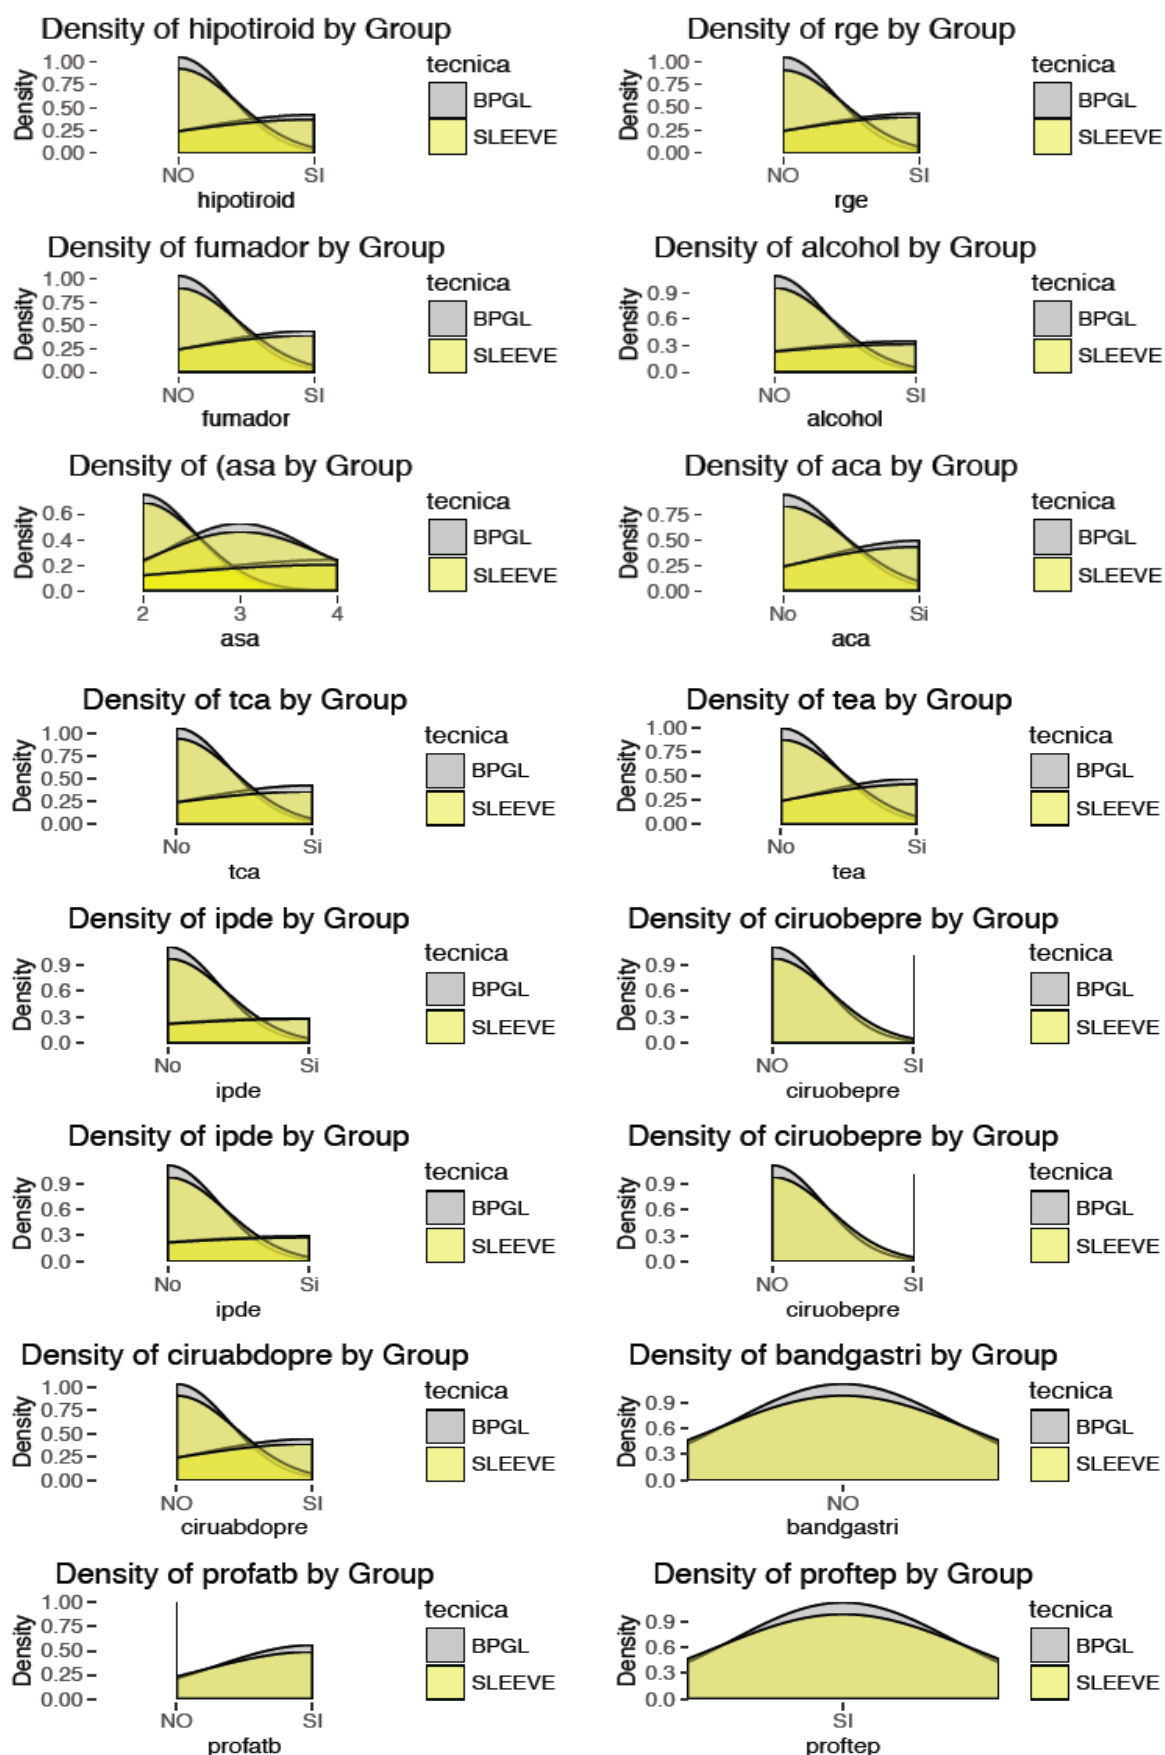 Density of hipotiroid by Group
1.00
0.75
0.50
0.25
0.00
Density
NO SI
hipotiroid
tecnica
BPGL
SLEEVE
Density of rge by Group
1.00
0.75
0.50
0.25
0.00
Density
NO SI
rge
tecnica
BPGL
SLEEVE
Density of fumador by Group
1.00
0.75
0.50
0.25
0.00
Density
NO SI
fumador
tecnica
BPGL
SLEEVE
Density of alcohol by Group
0.9
0.6
0.3
0.0
Density
NO SI
alcohol
tecnica
BPGL
SLEEVE
Density of (asa by Group
0.6
0.4
0.2
0.0
Density
2 3 4
asa
tecnica
BPGL
SLEEVE
Density of aca by Group
0.75
0.50
0.25
0.00
Density
No Si
aca
tecnica
BPGL
SLEEVE
Density of tca by Group
1.00
0.75
0.50
0.25
0.00
Density
No Si
tca
tecnica
BPGL
SLEEVE
Density of tea by Group
1.00
0.75
0.50
0.25
0.00
Density
No Si
tea
tecnica
BPGL
SLEEVE
Density of ipde by Group
0.9
0.6
0.3
0.0
Density
No Si
ipde
tecnica
BPGL
SLEEVE
Density of ciruobepre by Group
0.9
0.6
0.3
0.0
Density
NO SI
ciruobepre
tecnica
BPGL
SLEEVE
Density of ipde by Group
0.9
0.6
0.3
0.0
Density
No Si
ipde
tecnica
BPGL
SLEEVE
Density of ciruobepre by Group
0.9
0.6
0.3
0.0
Density
NO SI
ciruobepre
tecnica
BPGL
SLEEVE
Density of ciruabdopre by Group
1.00
0.75
0.50
0.25
0.00
Density
NO SI
ciruabdopre
tecnica
BPGL
SLEEVE
Density of bandgastri by Group
0.9
0.6
0.3
0.0
Density
NO
bandgastri
tecnica
BPGL
SLEEVE
Density of profatb by Group
1.00
0.75
0.50
0.25
0.00
Density
NO SI
profatb
tecnica
BPGL
SLEEVE
Density of proftep by Group
0.9
0.6
0.3
0.0
Density
SI
proftep
tecnica
BPGL
SLEEVE